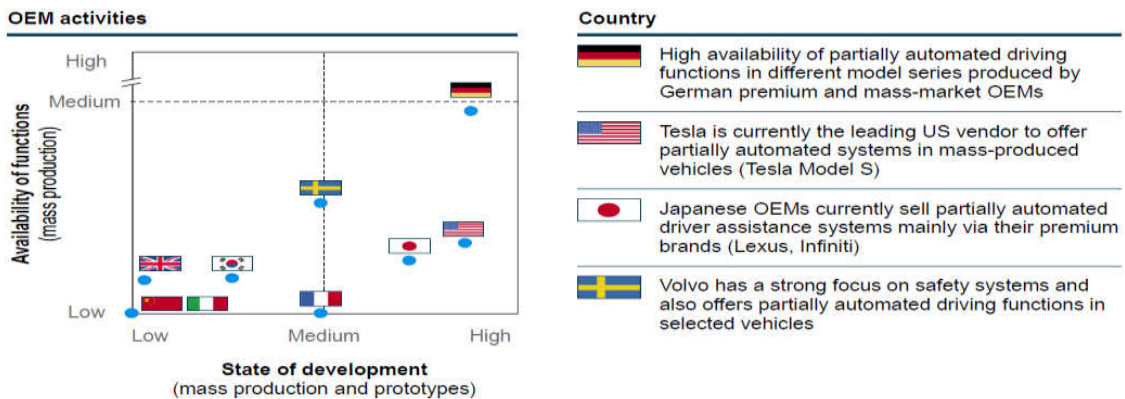 OEM activities
High
Medium
Low
Availability of functions
(mass production)
Low
Medium
High
State of development
(mass production and prototypes)
Country
High availability of partially automated driving
functions in different model series produced by
German premium and mass-market OEMs
Tesla is currently the leading US vendor to offer
partially automated systems in mass-produced
vehicles (Tesla Model S)
Japanese OEMs currently sell partially automated
driver assistance systems mainly via their premium
brands (Lexus, Infiniti)
Volvo has a strong focus on safety systems and
also offers partially automated driving functions in
selected vehicles